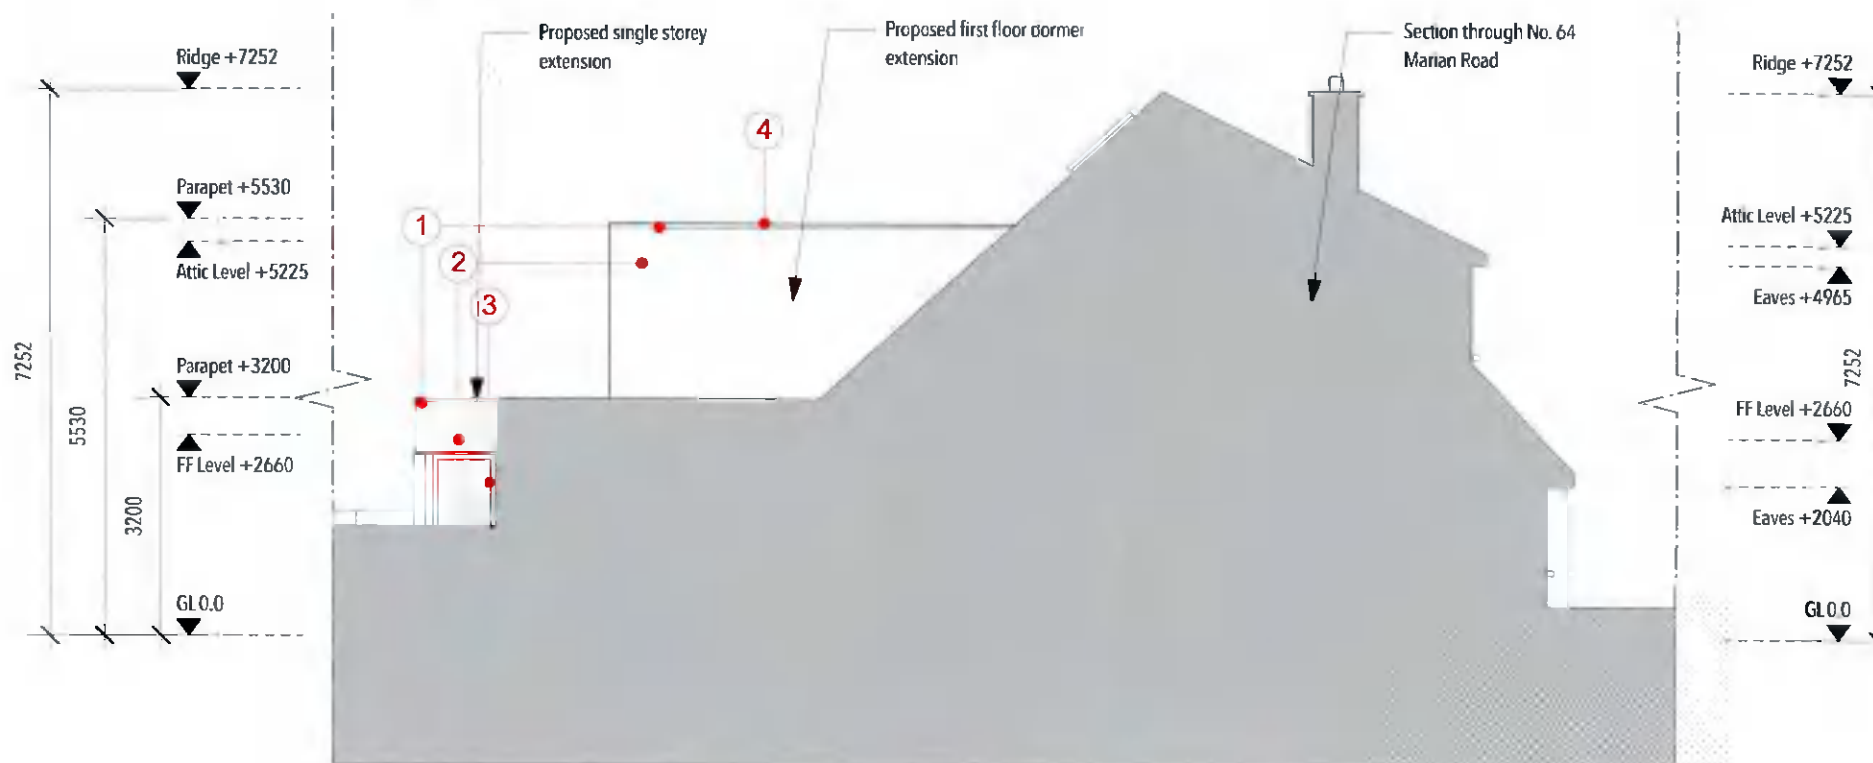 Ridge +7252
Proposed single storey
extension
Proposed first floor dormer
extension
Section through No. 64
Marian Road
Ridge +7252
4
Parapet +5530
Attic Level +5225
1
2
3
Attic Level +5225
Eaves +4965
7252
5530
3200
Parapet +3200
FF Level +2660
7252
FF Level +2660
Eaves +2040
GL 0.0
GL 0.0